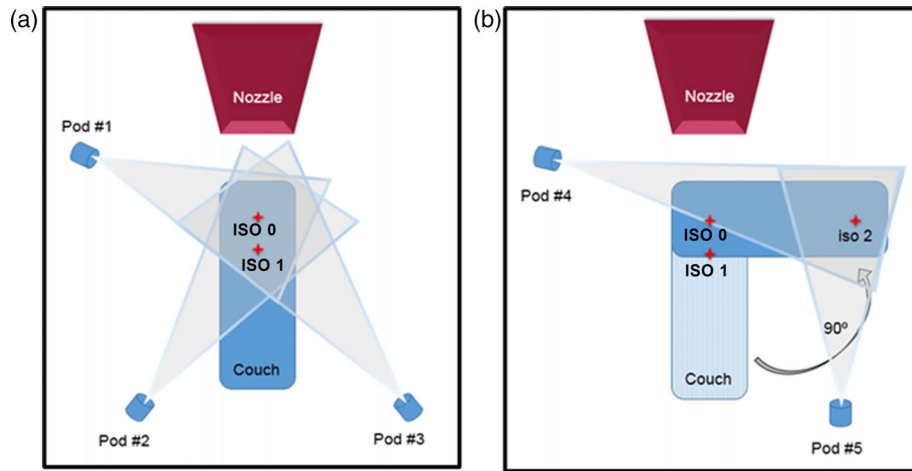 (a)
Nozzle
Pod #1
ISO 0
ISO 1
Couch
Pod #2
Pod #3
(b)
Nozzle
Pod #4
ISO 0
iso 2
ISO 1
90º
Couch
Pod #5